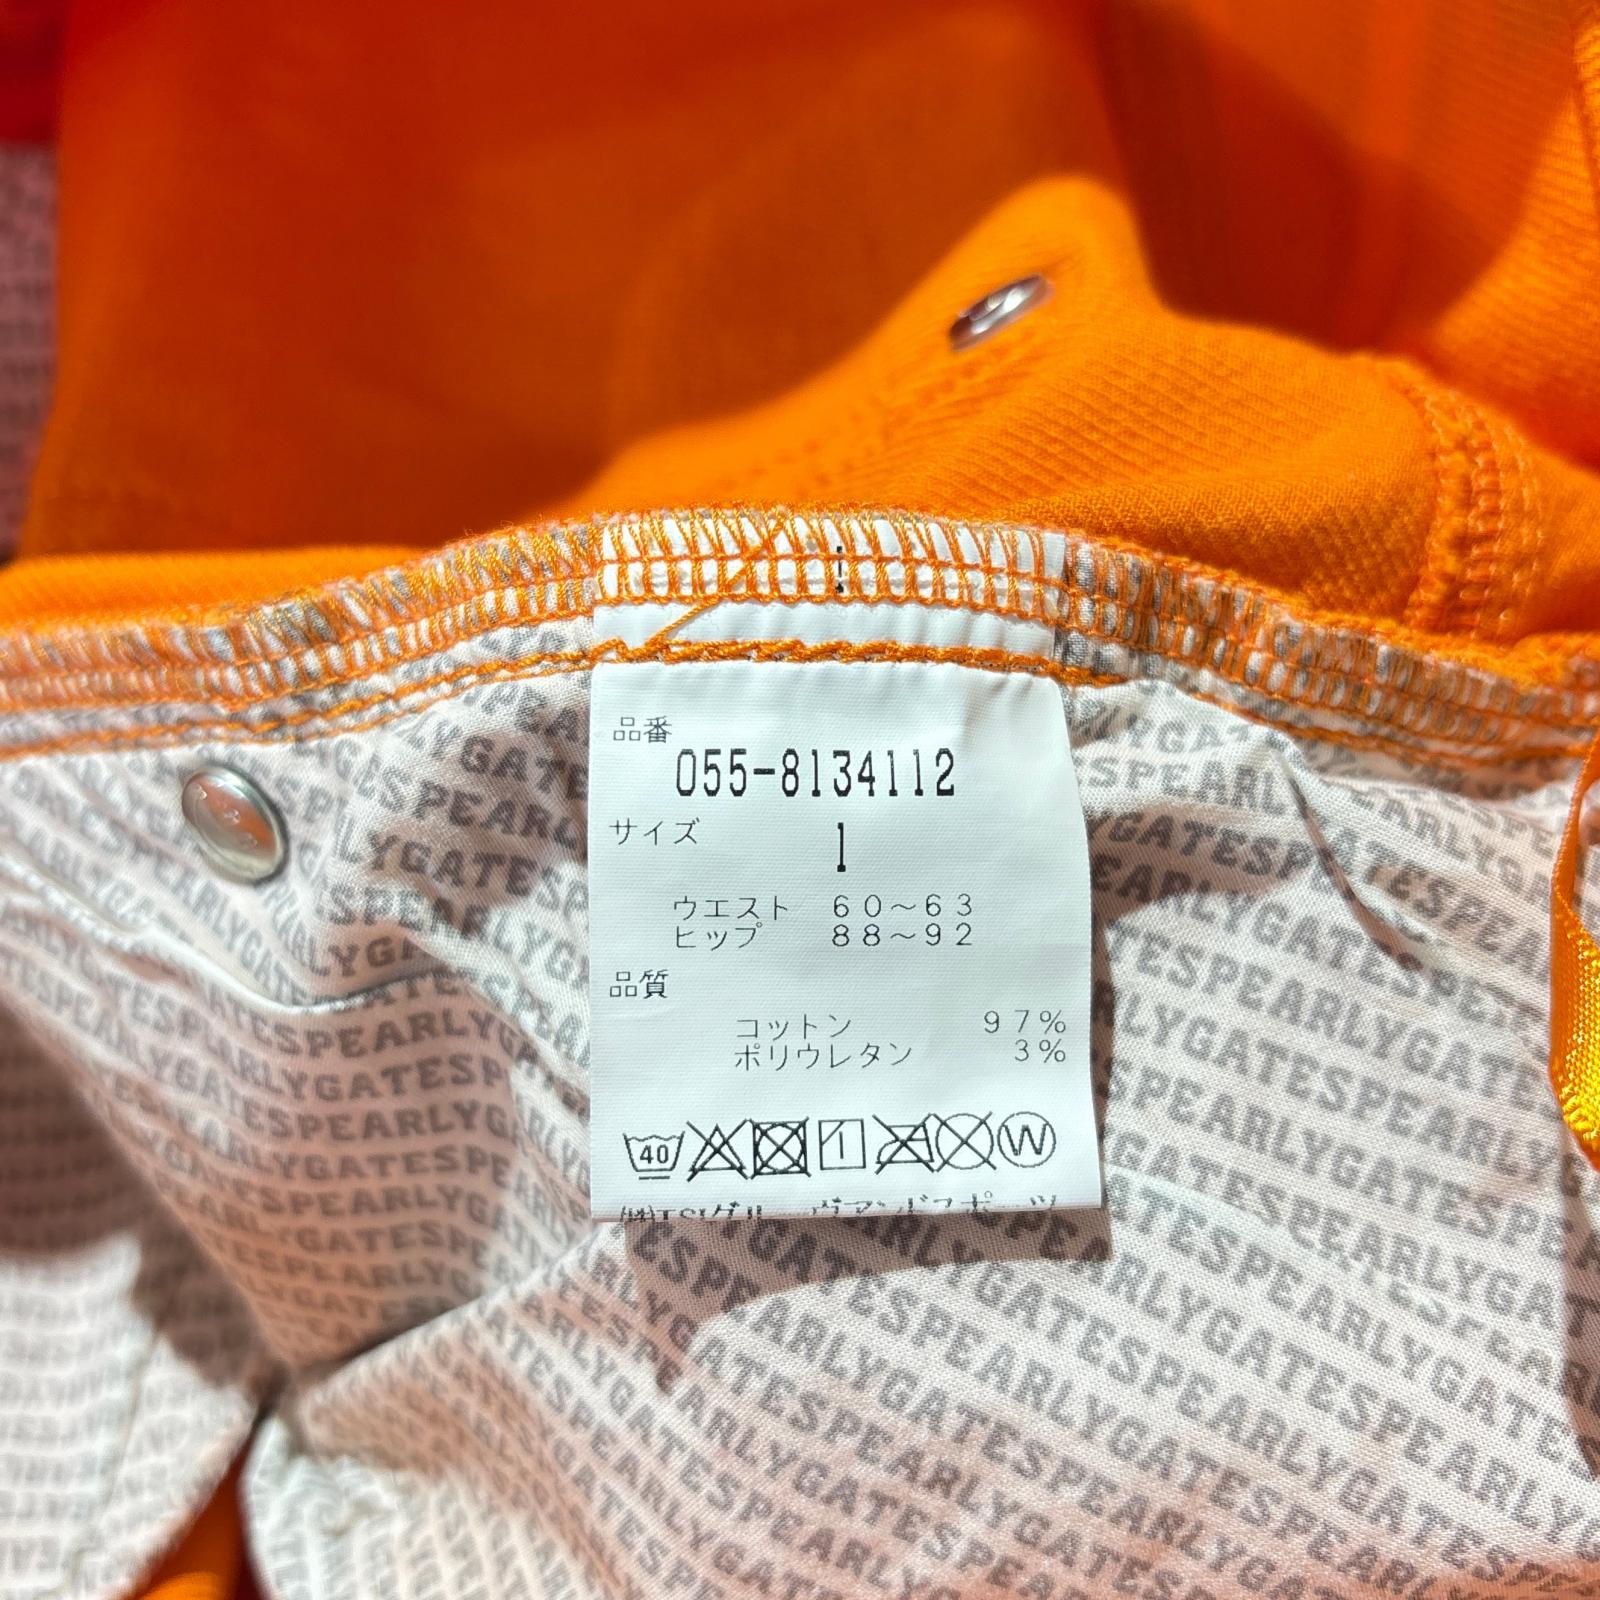 品番
055-8134112
サイズ
1
ウエスト 60～63
ヒップ 88～92
品質
コットン 97%
ポリウレタン 3%
40
W
PEARLYGATESPEARLYGATES